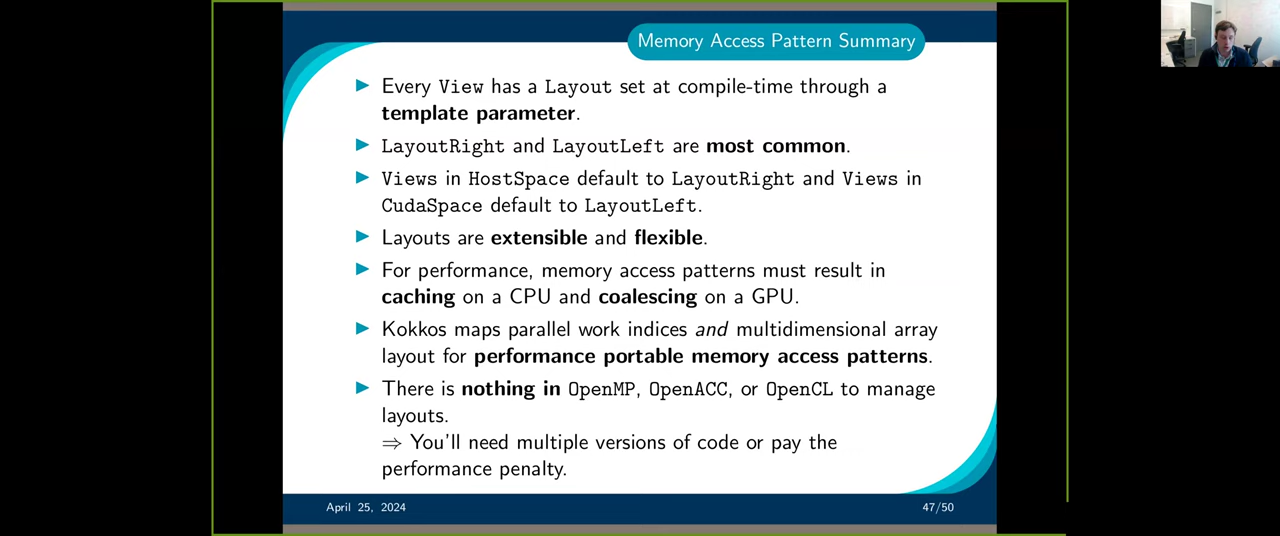 Memory Access Pattern Summary
Every View has a Layout set at compile-time through a
template parameter.
LayoutRight and LayoutLeft are most common.
Views in HostSpace default to LayoutRight and Views in
CudaSpace default to LayoutLeft.
Layouts are extensible and flexible.
For performance, memory access patterns must result in
caching on a CPU and coalescing on a GPU.
Kokkos maps parallel work indices and multidimensional array
layout for performance portable memory access patterns.
There is nothing in OpenMP, OpenACC, or OpenCL to manage
layouts.
⇒ You'll need multiple versions of code or pay the
performance penalty.
April 25, 2024
47/50